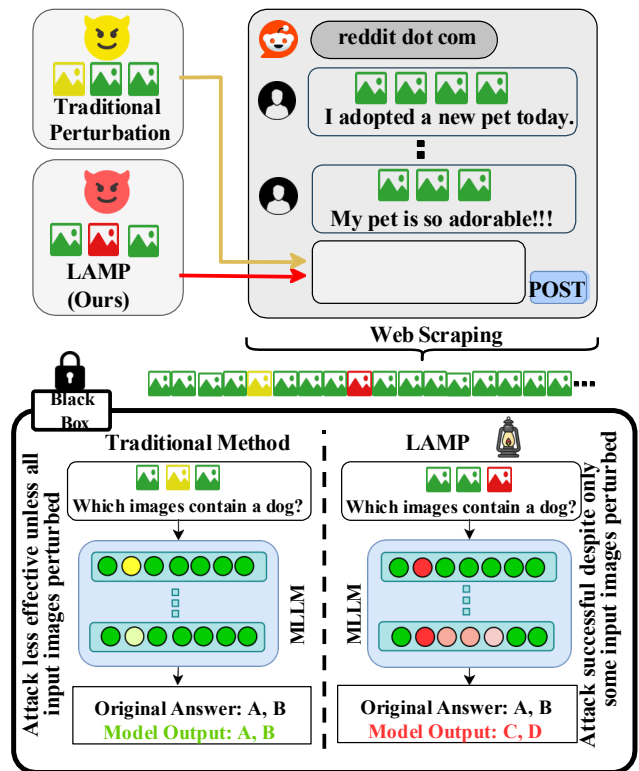 Traditional
Perturbation
LAMP
(Ours)
reddit dot com
I adopted a new pet today.
My pet is so adorable!!!
POST
Web Scraping
Black
Box
Attack less effective unless all
input images perturbed
Traditional Method
Which images contain a dog?
MLLM
Original Answer: A, B
Model Output: A, B
LAMP
Which images contain a dog?
MLLM
Original Answer: A, B
Model Output: C, D
Attack successful despite only
some input images perturbed